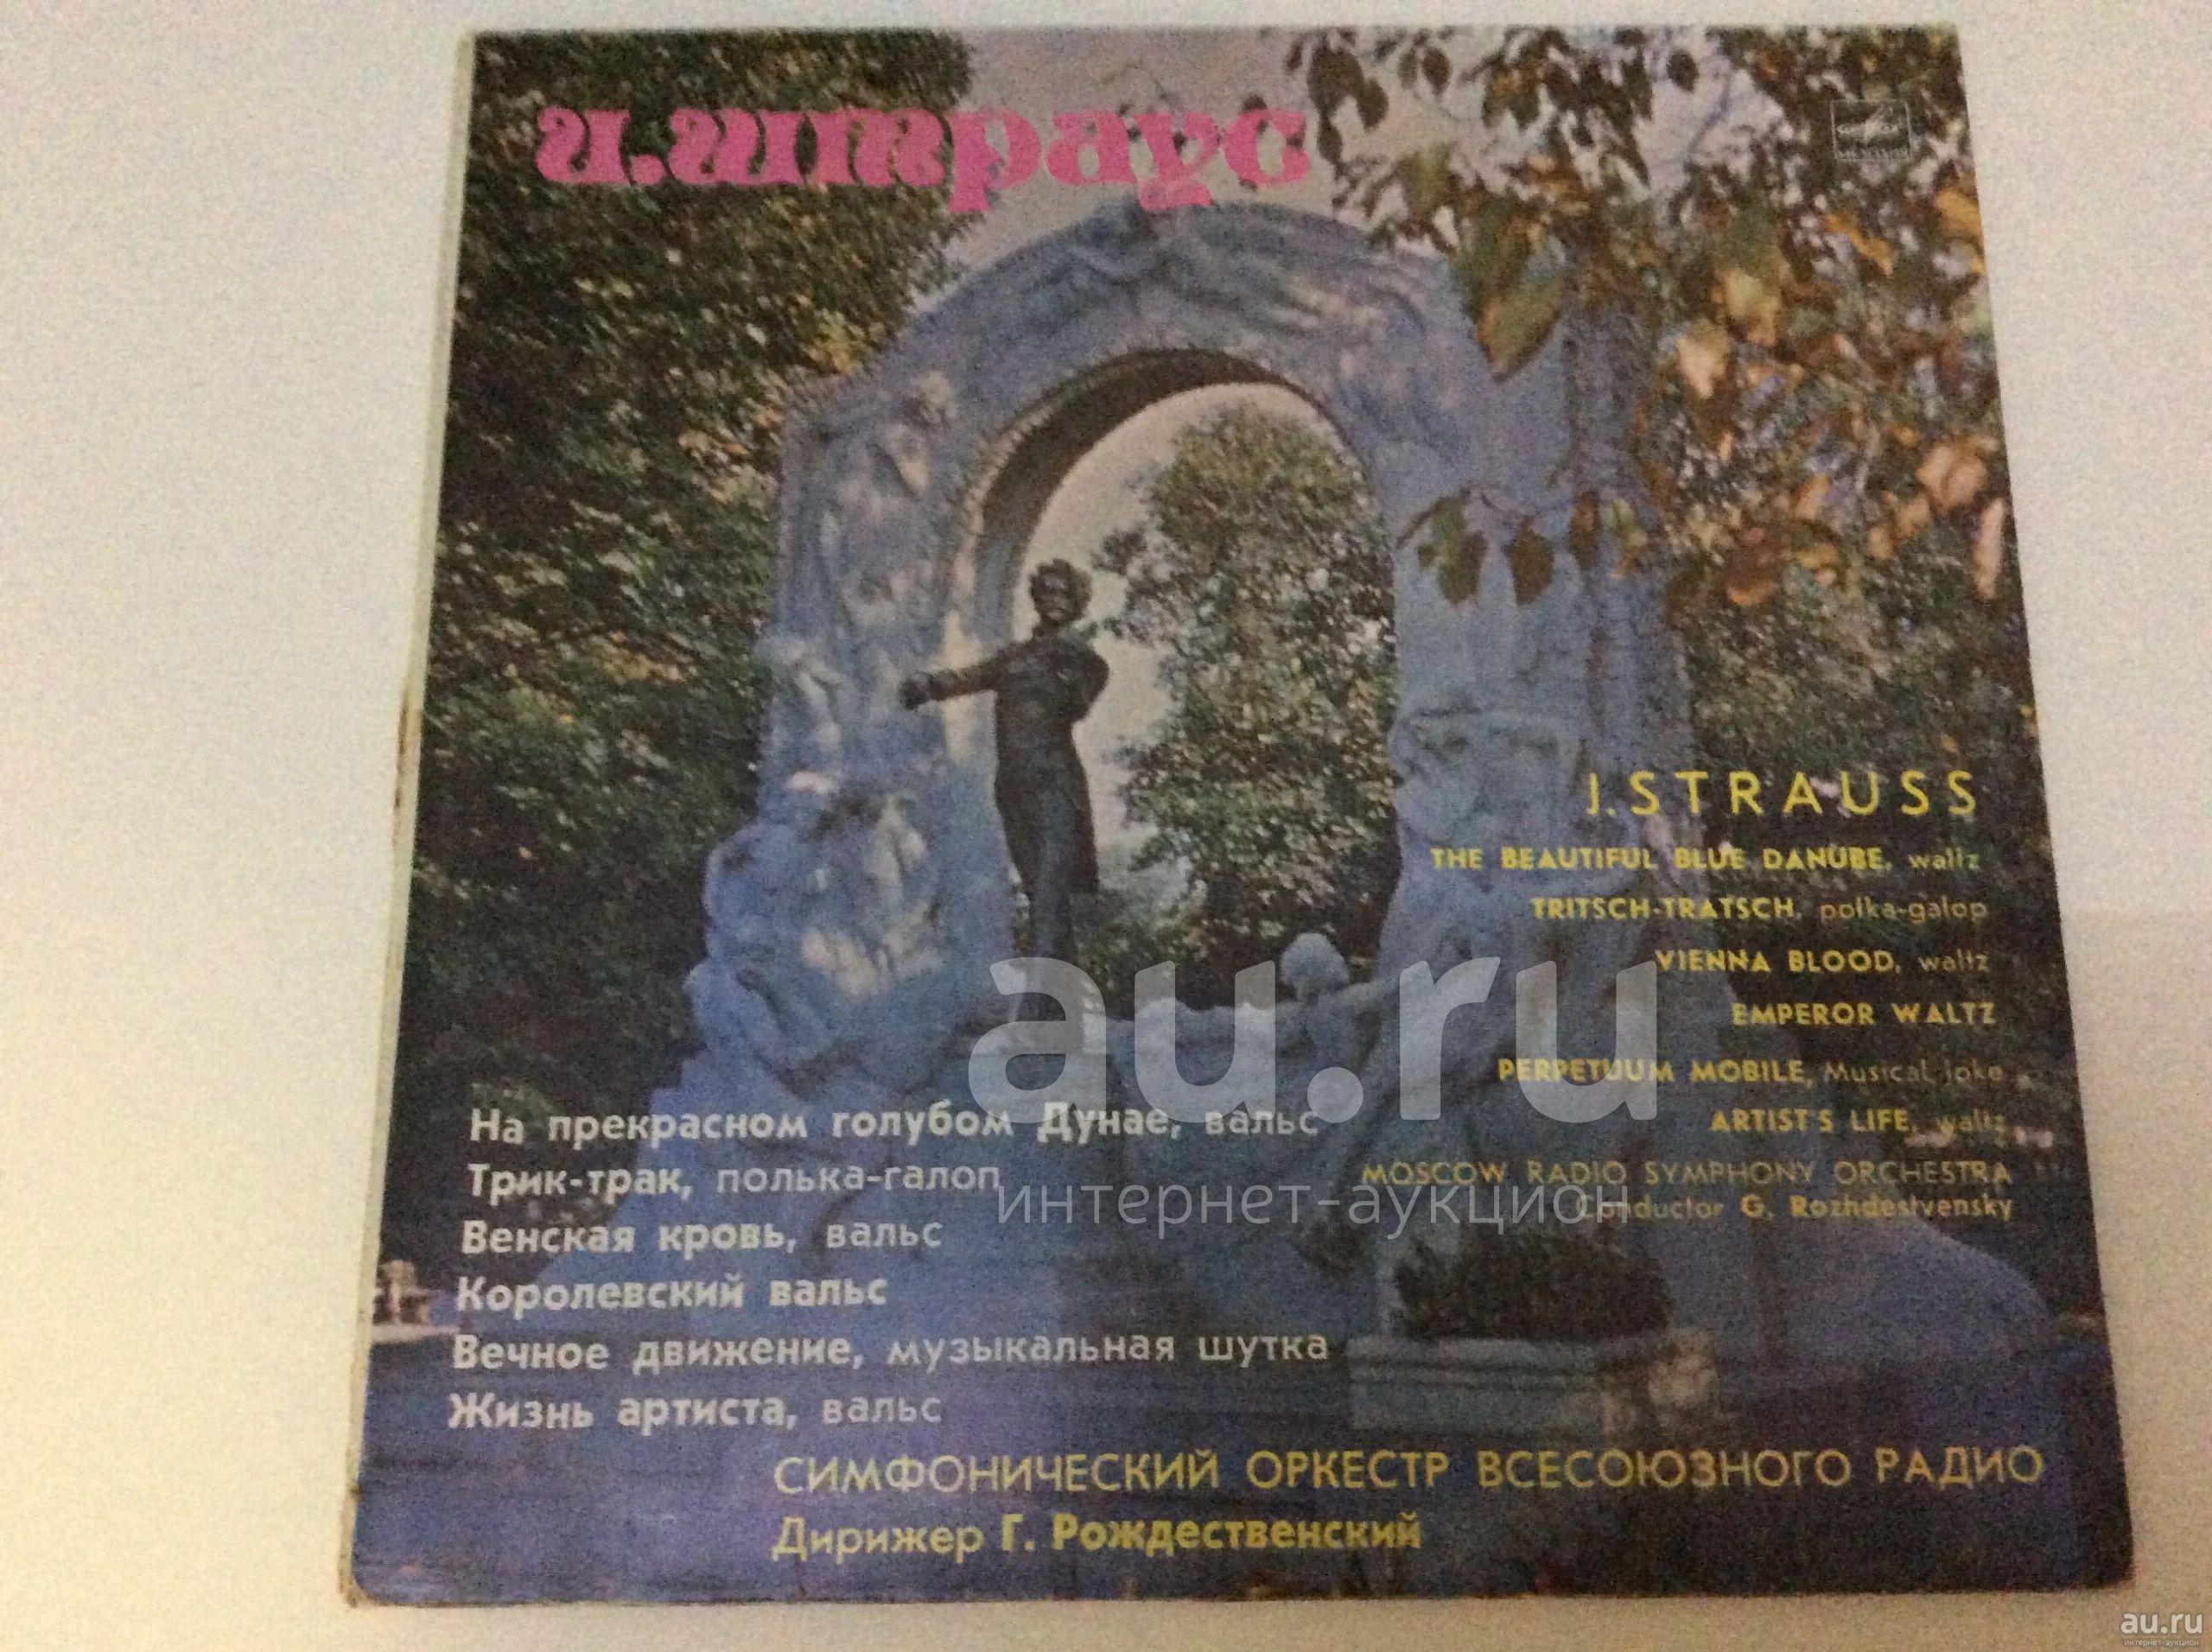 и. штраус
J. STRAUSS
THE BEAUTIFUL BLUE DANUBE, waltz
TRITSCH-TRATSCH, polka-galop
VIENNA BLOOD, waltz
EMPEROR WALTZ
PERPETUUM MOBILE, Musical joke
ARTIST'S LIFE, waltz
MOSCOW RADIO SYMPHONY ORCHESTRA
Conductor G. Rozhdestvensky
На прекрасном голубом Дунае, вальс
Трик-трак, полька-галоп
Венская кровь, вальс
Королевский вальс
Вечное движение, музыкальная шутка
Жизнь артиста, вальс
СИМФОНИЧЕСКИЙ ОРКЕСТР ВСЕСОЮЗНОГО РАДИО
Дирижер Г. Рождественский
au.ru
интернет-аукцион
au.ru
интернет-аукцион